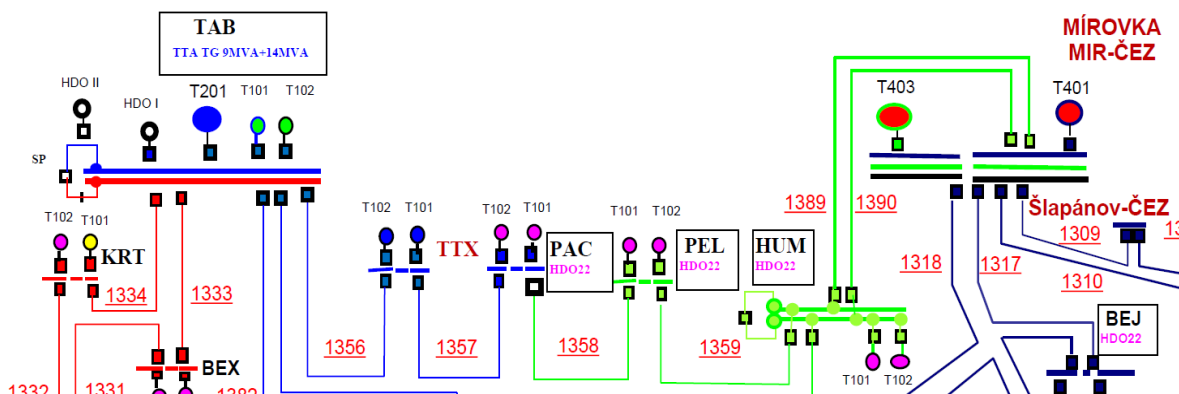 TAB
TTA TG 9MVA+14MVA
MÍROVKA
MIR-ČEZ
HDO II
HDO I
T201
T101
T102
T403
T401
SP
1389
1390
Šlapánov-ČEZ
T102
T101
KRT
T102
T101
TTX
T102
T101
PAC
HDO22
T101
T102
PEL
HDO22
HUM
HDO22
1309
1318
1317
1310
1334
1333
BEJ
HDO22
1356
1357
1358
1359
BEX
T101
T102
1332
1331
1382